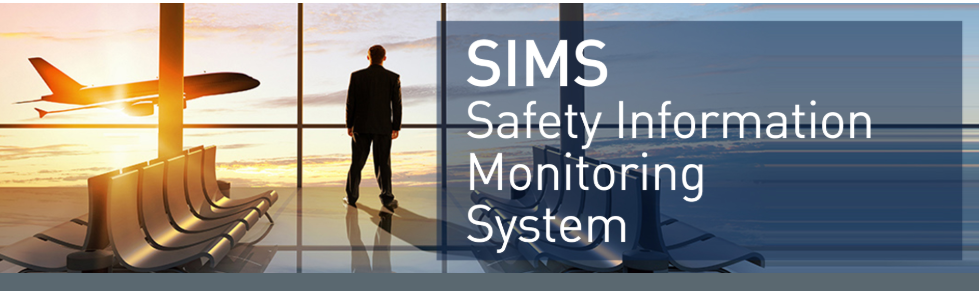 SIMS
Safety Information
Monitoring
System